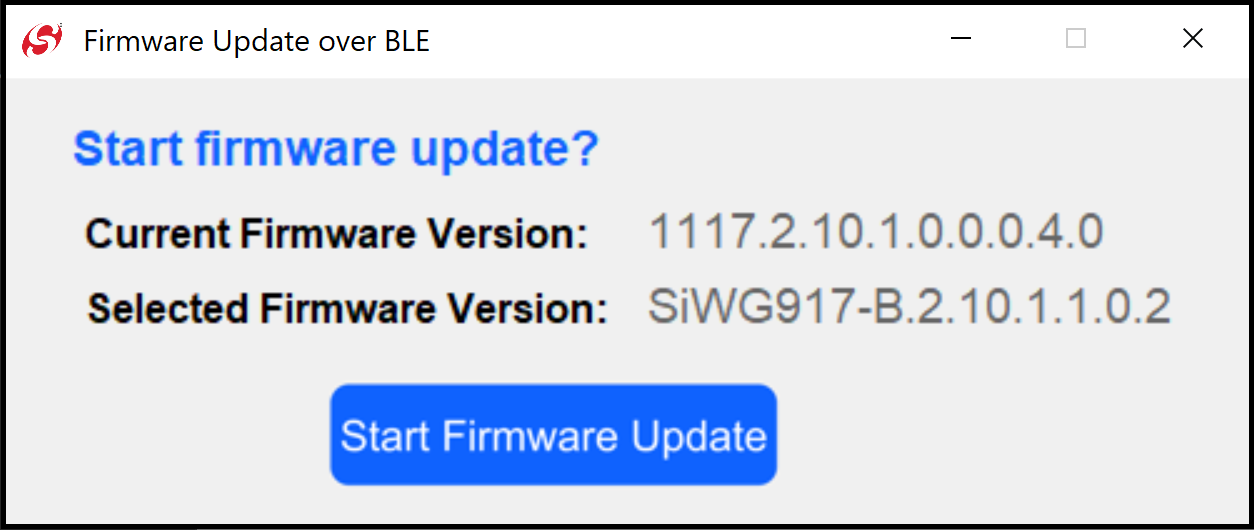 Firmware Update over BLE
Start firmware update?
Current Firmware Version: 1117.2.10.1.0.0.0.4.0
Selected Firmware Version: SiWG917-B.2.10.1.1.0.2
Start Firmware Update